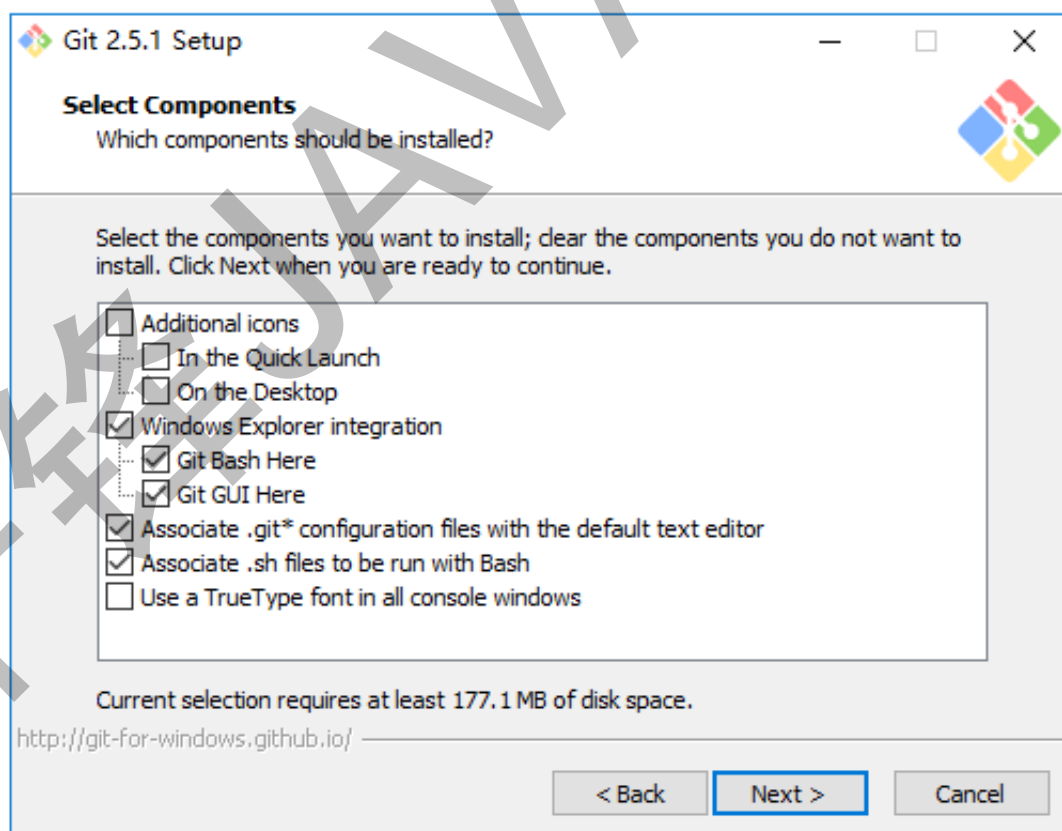 Git 2.5.1 Setup
Select Components
Which components should be installed?
Select the components you want to install; clear the components you do not want to
install. Click Next when you are ready to continue.
Additional icons
In the Quick Launch
On the Desktop
Windows Explorer integration
Git Bash Here
Git GUI Here
Associate .git* configuration files with the default text editor
Associate .sh files to be run with Bash
Use a TrueType font in all console windows
Current selection requires at least 177.1 MB of disk space.
http://git-for-windows.github.io/
< Back Next > Cancel
锋JAVA